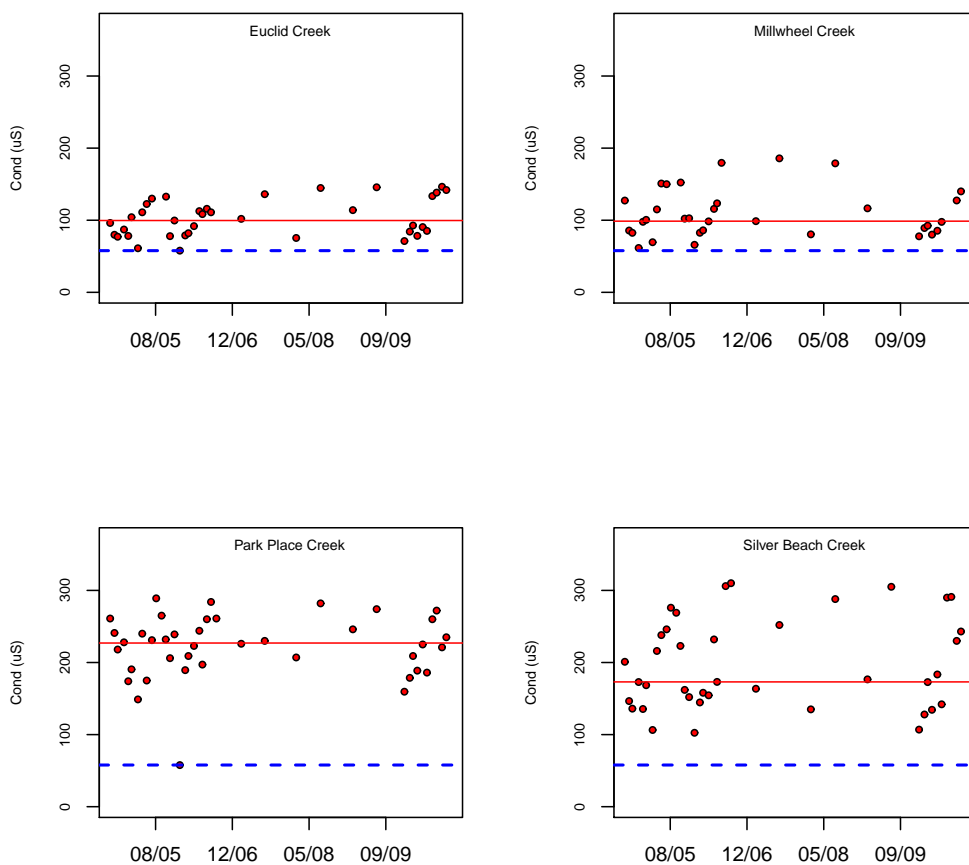 Euclid Creek
Cond (uS)
300
200
100
0
08/05 12/06 05/08 09/09
Millwheel Creek
Cond (uS)
300
200
100
0
08/05 12/06 05/08 09/09
Park Place Creek
Cond (uS)
300
200
100
0
08/05 12/06 05/08 09/09
Silver Beach Creek
Cond (uS)
300
200
100
0
08/05 12/06 05/08 09/09